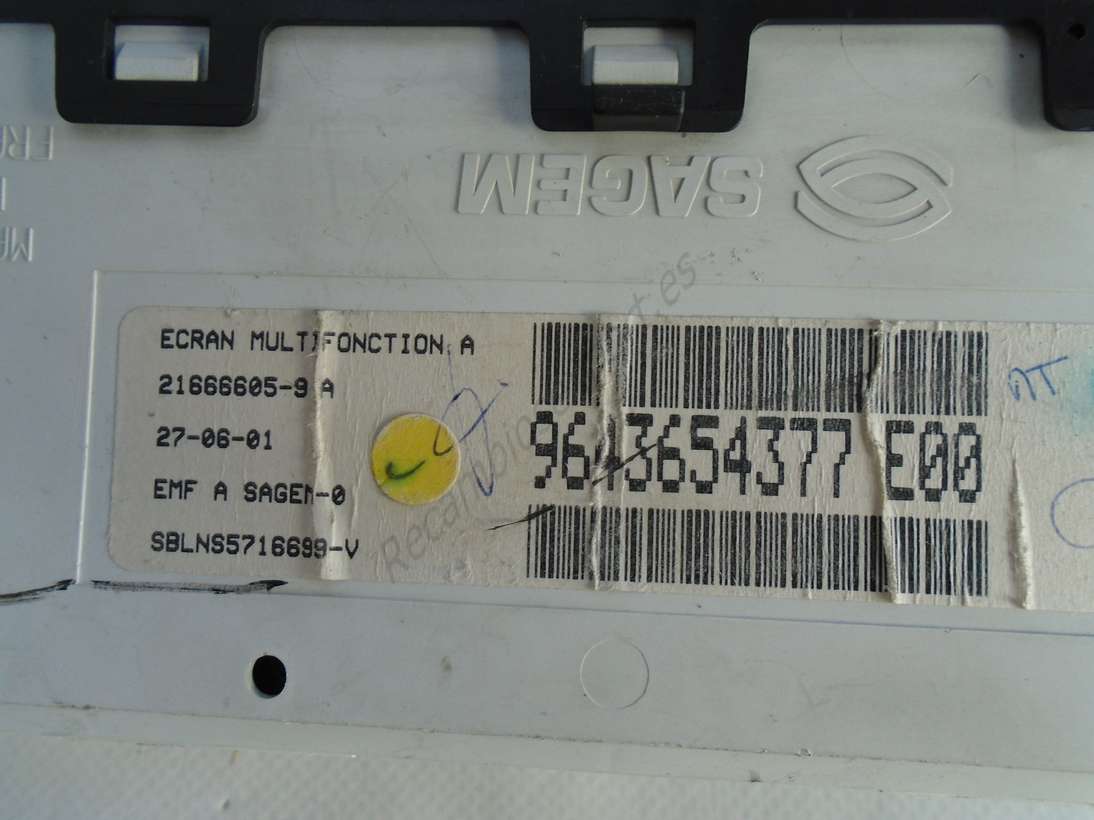 SAGEM
ECRAN MULTIFONCTION A
21666605-9 A
27-06-01
EMF A SAGEM-0
SBLNS5716699-V
9643654377 E00